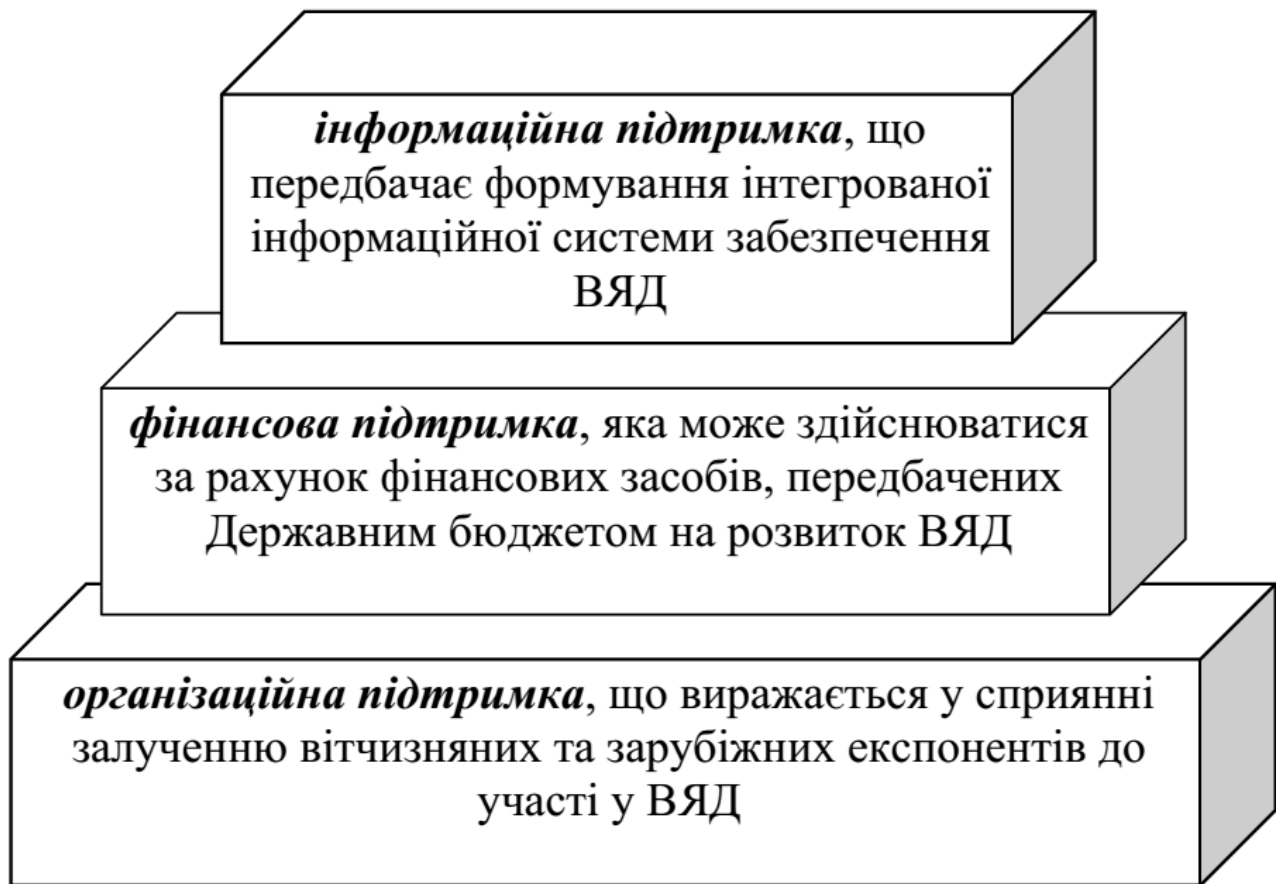 інформаційна підтримка, що
передбачає формування інтегрованої
інформаційної системи забезпечення
ВЯД
фінансова підтримка, яка може здійснюватися
за рахунок фінансових засобів, передбачених
Державним бюджетом на розвиток ВЯД
організаційна підтримка, що виражається у сприянні
залученню вітчизняних та зарубіжних експонентів до
участі у ВЯД